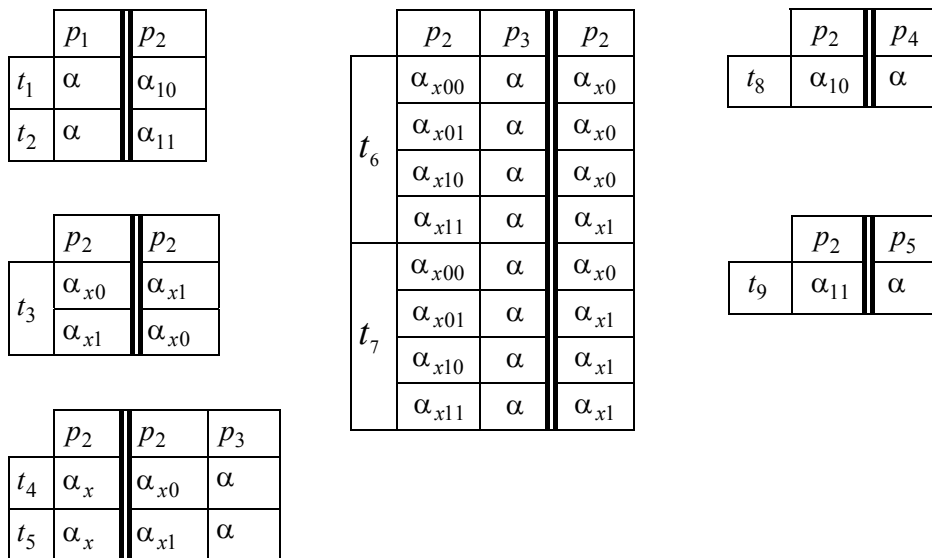 p1 p2
t1 α α10
t2 α α11
p2 p2
t3 αx0 αx1
αx1 αx0
p2 p2 p3
t4 αx αx0 α
t5 αx αx1 α
p2 p3 p2
t6 αx00 α αx0
αx01 α αx0
αx10 α αx0
αx11 α αx1
t7 αx00 α αx0
αx01 α αx1
αx10 α αx1
αx11 α αx1
p2 p4
t8 α10 α
p2 p5
t9 α11 α